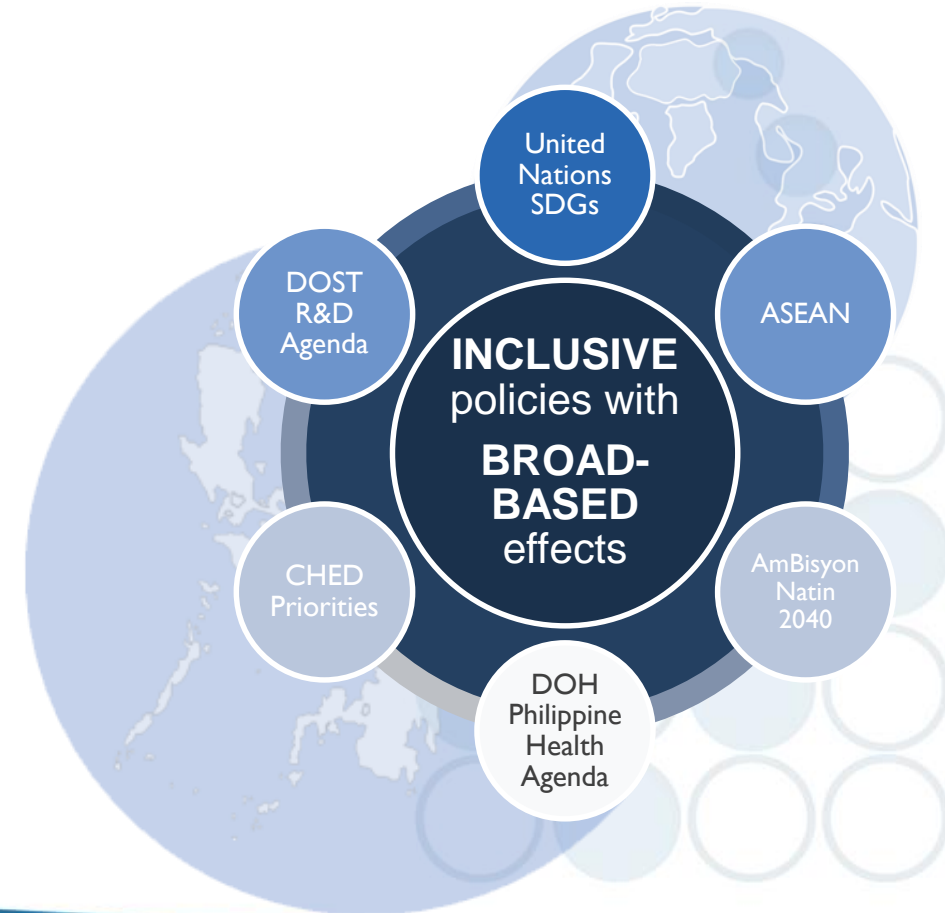 United
Nations
SDGs
ASEAN
AmBisyon
Natin
2040
DOH
Philippine
Health
Agenda
CHED
Priorities
DOST
R&D
Agenda
INCLUSIVE
policies with
BROAD-
BASED
effects